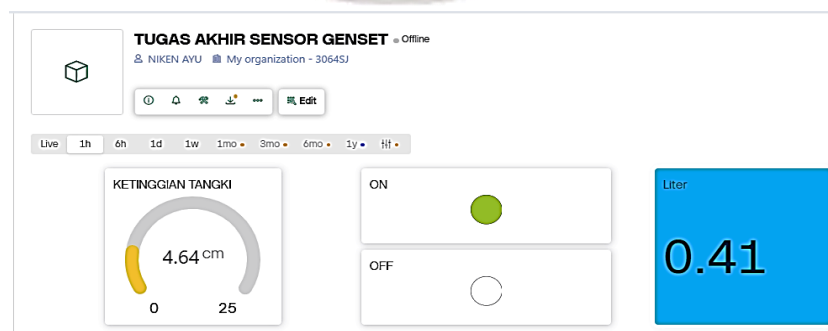 TUGAS AKHIR SENSOR GENSET Offline
NIKEN AYU My organization - 3064SJ
Edit
Live 1h 6h 1d 1w 1mo 3mo 6mo 1y
KETINGGIAN TANGKI
4.64 cm
0 25
ON
OFF
Liter
0.41